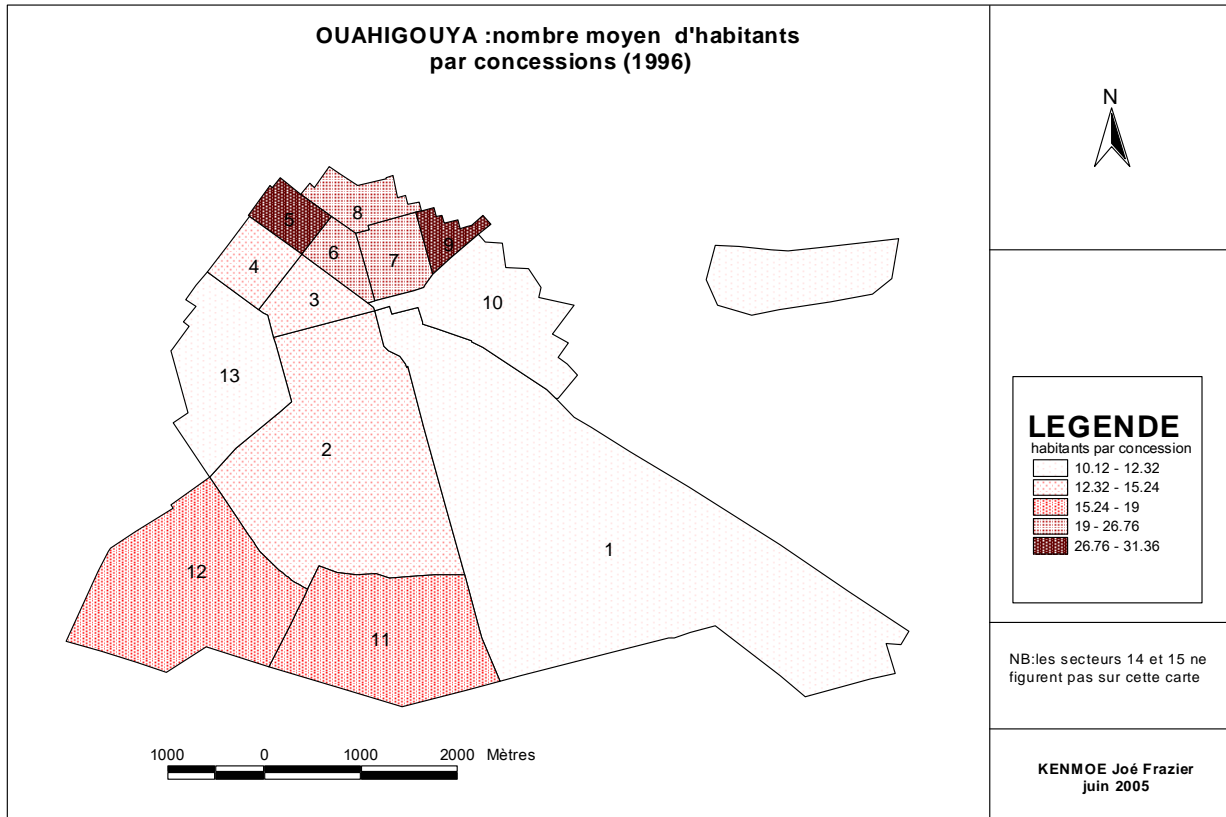 OUAHIGOUYA :nombre moyen d'habitants
par concessions (1996)
N
8
5
9
6
7
4
3
10
13
2
1
12
11
LEGENDE
habitants par concession
10.12 - 12.32
12.32 - 15.24
15.24 - 19
19 - 26.76
26.76 - 31.36
NB:les secteurs 14 et 15 ne
figurent pas sur cette carte
1000 0 1000 2000 Mètres
KENMOE Joé Frazier
juin 2005